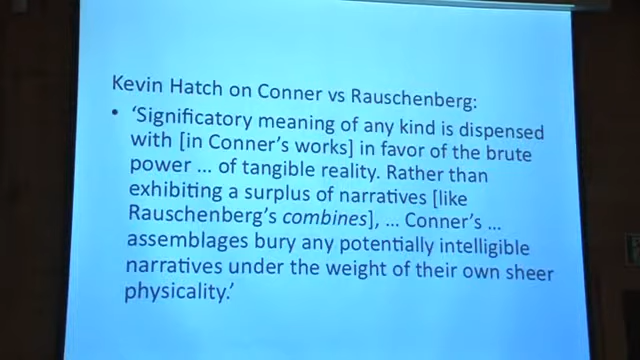 Kevin Hatch on Conner vs Rauschenberg:
• ‘Significatory meaning of any kind is dispensed
with [in Conner’s works] in favor of the brute
power ... of tangible reality. Rather than
exhibiting a surplus of narratives [like
Rauschenberg’s combines], ... Conner’s ...
assemblages bury any potentially intelligible
narratives under the weight of their own sheer
physicality.’